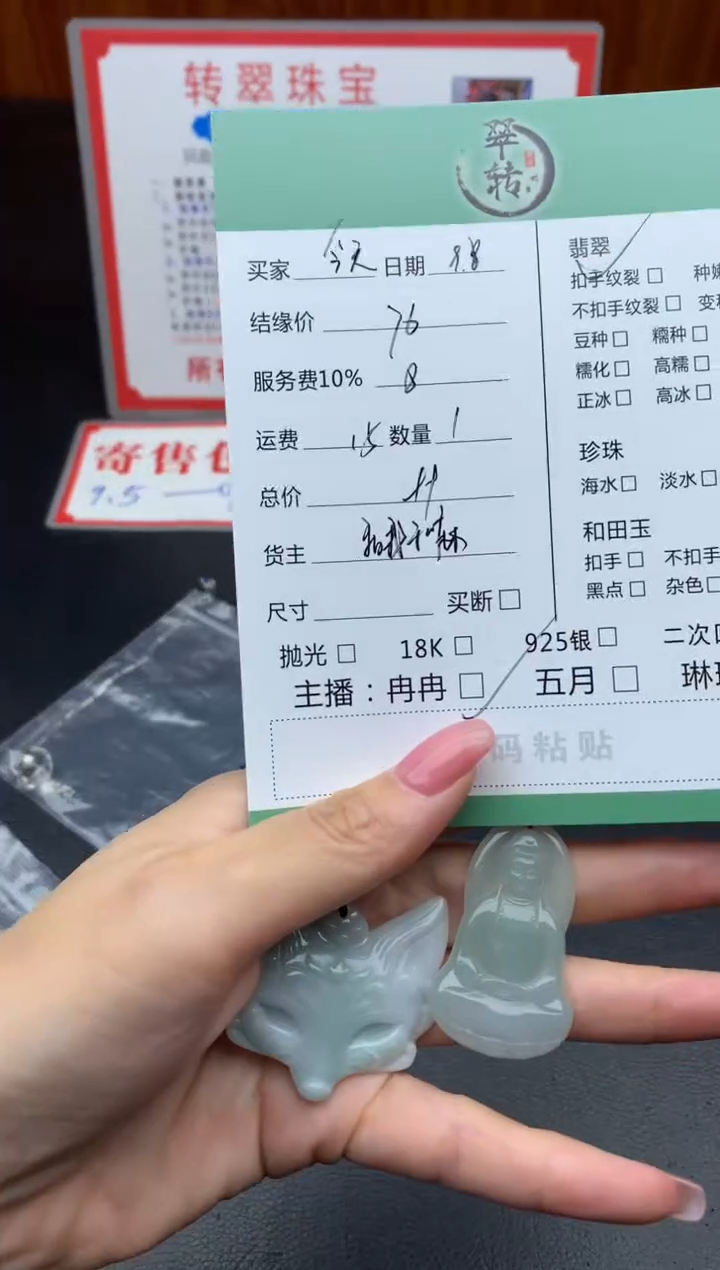 转翠珠宝
翠转
买家 今天 日期 9.8
结缘价 76
服务费10% 8
运费 15 数量 1
总价
货主
尺寸 买断□
抛光□ 18K□ 925银□ 二次
主播：冉冉□ 五月□ 琳
码粘贴
翡翠
扣手纹裂□ 种
不扣手纹裂□ 变
豆种□ 糯种□
糯化□ 高糯□
正冰□ 高冰□
珍珠
海水□ 淡水□
和田玉
扣手□ 不扣手
黑点□ 杂色□
所
寄售
9.5